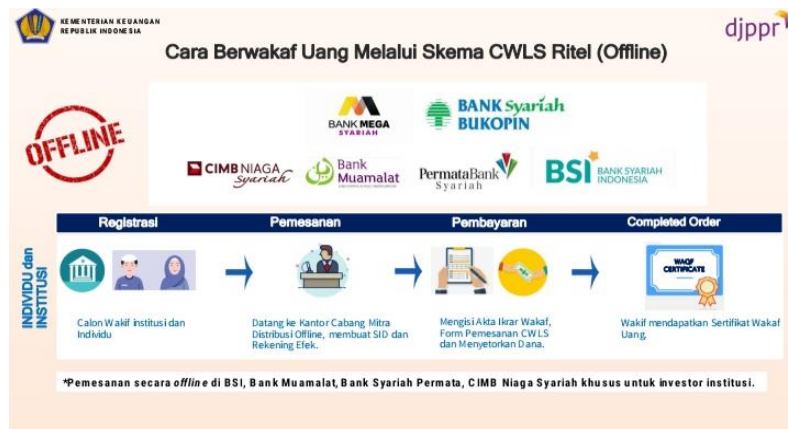 KEMENTERIAN KEUANGAN
REPUBLIK INDONESIA
djppr
Cara Berwakaf Uang Melalui Skema CWLS Ritel (Offline)
OFFLINE
BANK MEGA
SYARIAH
BANK Syariah
BUKOPIN
CIMB NIAGA
Syariah
Bank
Muamalat
PermataBank
Syariah
BSI BANK SYARIAH
INDONESIA
Registrasi
Pemesanan
Pembayaran
Completed Order
INDIVIDU dan
INSTITUSI
WAQF
CERTIFICATE
Calon Wakif institusi dan
Individu
Datang ke Kantor Cabang Mitra
Distribusi Offline, membuat SID dan
Rekening Efek.
Mengisi Akta Ikrar Wakaf,
Form Pemesanan CWLS
dan Menyetorkan Dana.
Wakif mendapatkan Sertifikat Wakaf
Uang.
*Pemesanan secara offline di BSI, Bank Muamalat, Bank Syariah Permata, CIMB Niaga Syariah khusus untuk investor institusi.